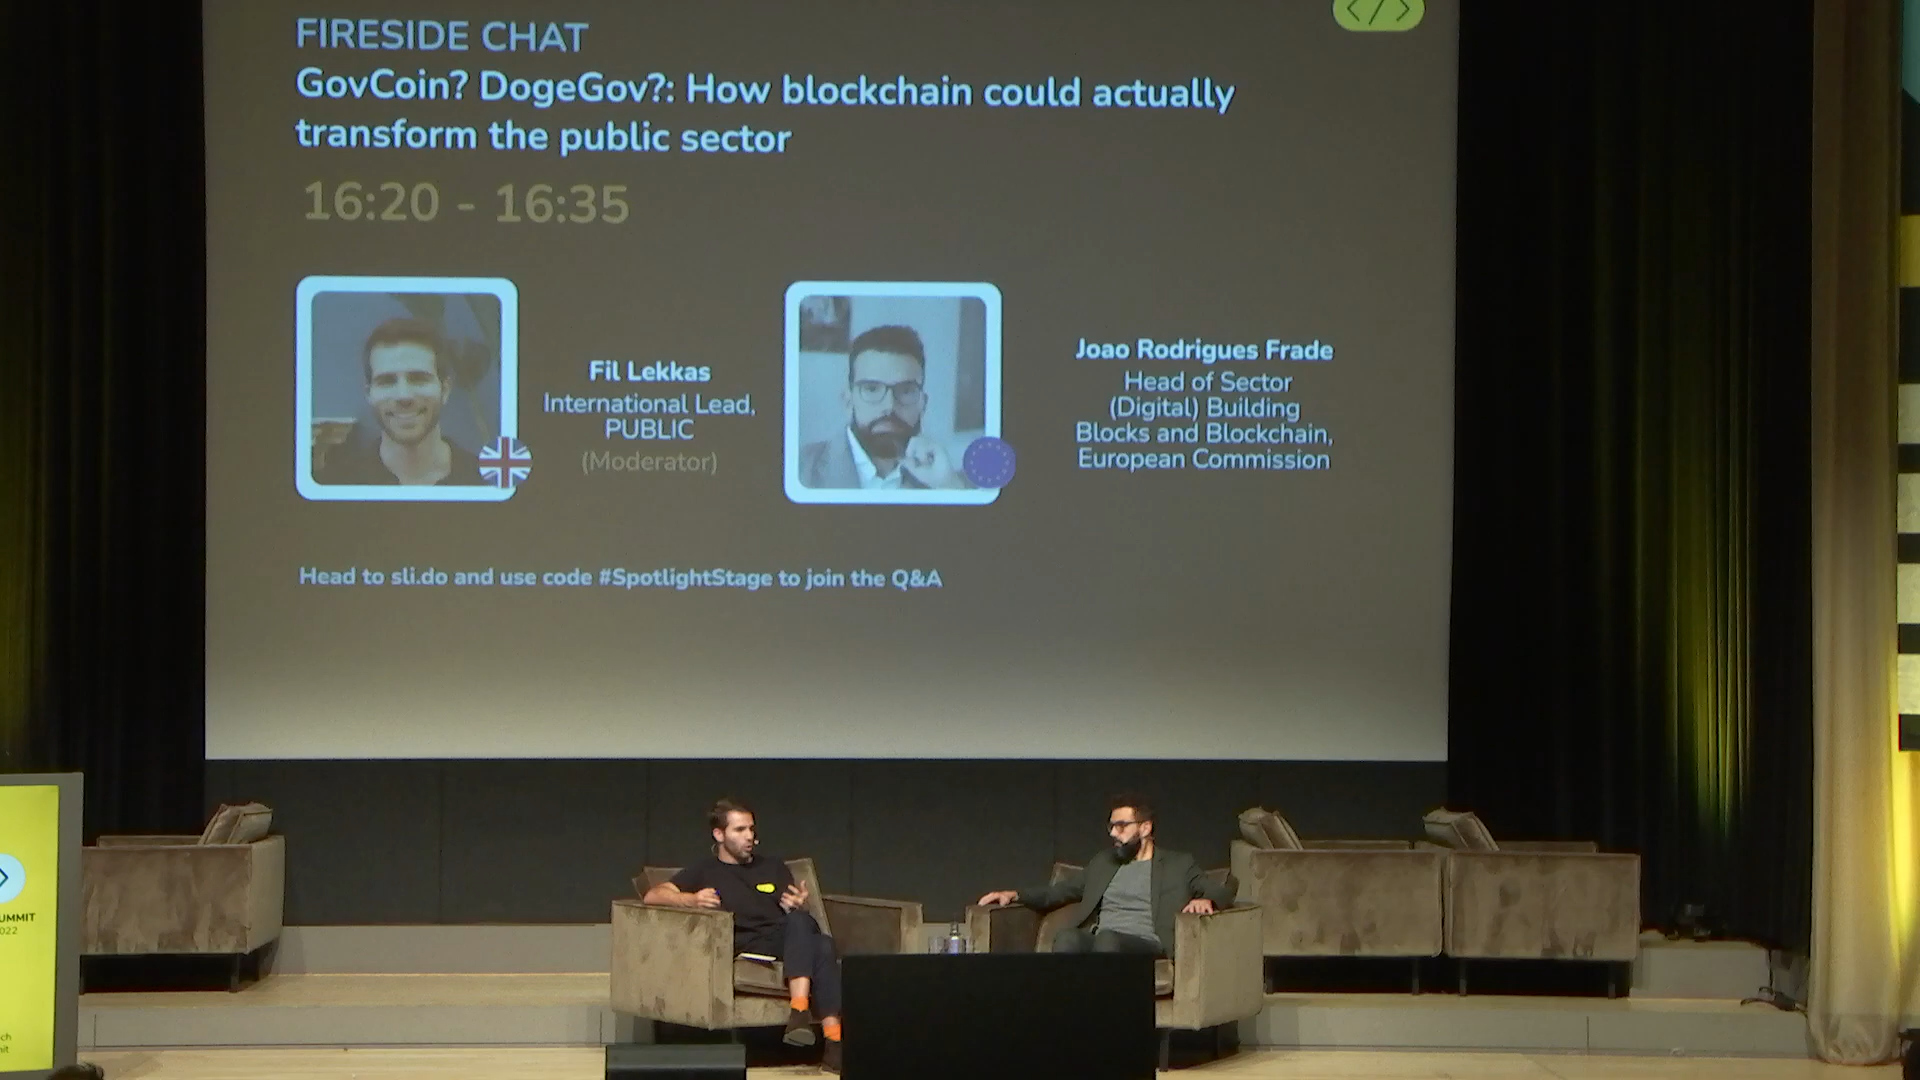 FIRESIDE CHAT
GovCoin? DogeGov?: How blockchain could actually
transform the public sector
16:20 - 16:35
Fil Lekkas
International Lead,
PUBLIC
(Moderator)
Joao Rodrigues Frade
Head of Sector
(Digital) Building
Blocks and Blockchain,
European Commission
Head to sli.do and use code #SpotlightStage to join the Q&A